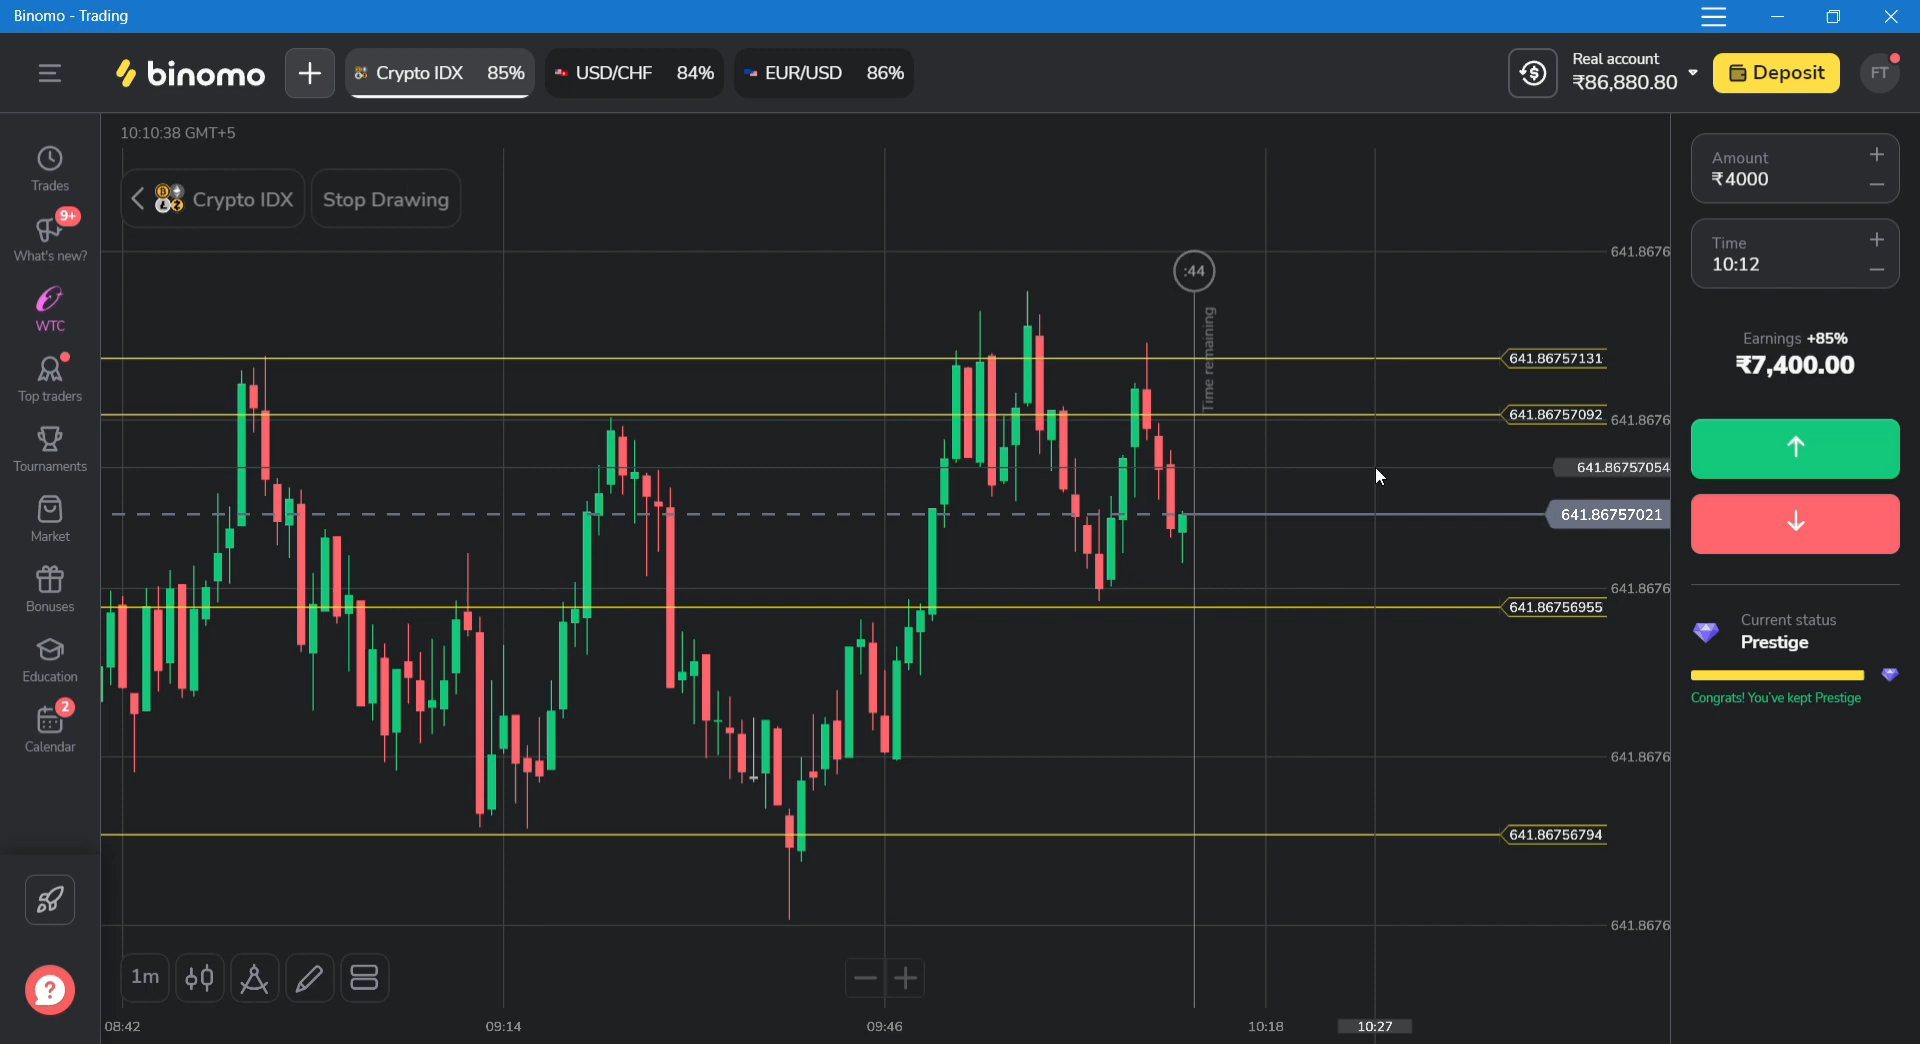 Binomo - Trading
binomo
Crypto IDX 85%
USD/CHF 84%
EUR/USD 86%
Real account
₹86,880.80
Deposit
FT
10:10:38 GMT+5
Crypto IDX
Stop Drawing
Trades
9+
What's new?
WTC
Top traders
Tournaments
Market
Bonuses
Education
2
Calendar
:44
Time remaining
641.8676
641.86757131
641.86757092
641.8676
641.86757054
641.86757021
641.8676
641.86756955
641.8676
641.86756794
641.8676
Amount
₹4000
Time
10:12
Earnings +85%
₹7,400.00
Current status
Prestige
Congrats! You've kept Prestige
1m
08:42
09:14
09:46
10:18
10:27